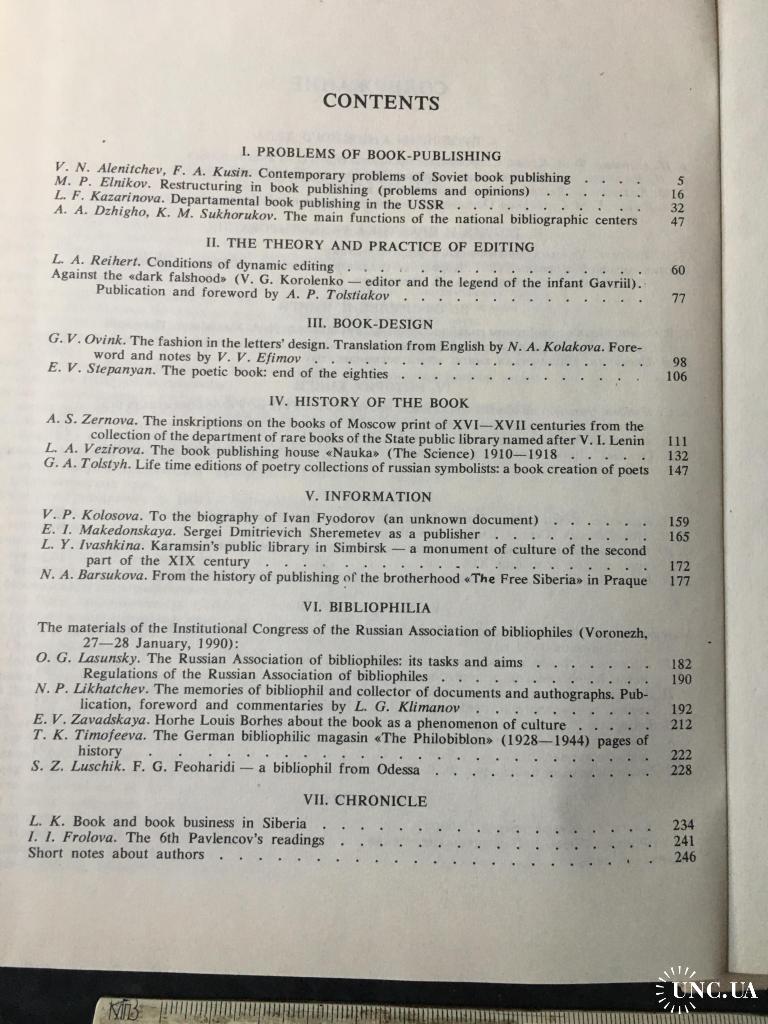 CONTENTS
I. PROBLEMS OF BOOK-PUBLISHING
V. N. Alenitchev, F. A. Kusin. Contemporary problems of Soviet book publishing . . . . 5
M. P. Elnikov. Restructuring in book publishing (problems and opinions) . . . . . . 16
L. F. Kazarinova. Departamental book publishing in the USSR . . . . . . . . . . . 32
A. A. Dzhigho, K. M. Sukhorukov. The main functions of the national bibliographic centers 47
II. THE THEORY AND PRACTICE OF EDITING
L. A. Reihert. Conditions of dynamic editing . . . . . . . . . . . . . . . . . 60
Against the «dark falshood» (V. G. Korolenko — editor and the legend of the infant Gavriil).
Publication and foreword by A. P. Tolstiakov . . . . . . . . . . . . . . 77
III. BOOK-DESIGN
G. V. Ovink. The fashion in the letters' design. Translation from English by N. A. Kolakova. Fore-
word and notes by V. V. Efimov . . . . . . . . . . . . . . . . . . 98
E. V. Stepanyan. The poetic book: end of the eighties . . . . . . . . . . . . . 106
IV. HISTORY OF THE BOOK
A. S. Zernova. The inskriptions on the books of Moscow print of XVI—XVII centuries from the
collection of the department of rare books of the State public library named after V. I. Lenin 111
L. A. Vezirova. The book publishing house «Nauka» (The Science) 1910—1918 . . . . . 132
G. A. Tolstyh. Life time editions of poetry collections of russian symbolists: a book creation of poets 147
V. INFORMATION
V. P. Kolosova. To the biography of Ivan Fyodorov (an unknown document) . . . . . . 159
E. I. Makedonskaya. Sergei Dmitrievich Sheremetev as a publisher . . . . . . . . . 165
L. Y. Ivashkina. Karamsin's public library in Simbirsk — a monument of culture of the second
part of the XIX century . . . . . . . . . . . . . . . . . . . . . 172
N. A. Barsukova. From the history of publishing of the brotherhood «The Free Siberia» in Praque 177
VI. BIBLIOPHILIA
The materials of the Institutional Congress of the Russian Association of bibliophiles (Voronezh,
27—28 January, 1990):
O. G. Lasunsky. The Russian Association of bibliophiles: its tasks and aims . . . . . . . 182
Regulations of the Russian Association of bibliophiles . . . . . . . . . . . . 190
N. P. Likhatchev. The memories of bibliophil and collector of documents and authographs. Pub-
lication, foreword and commentaries by L. G. Klimanov . . . . . . . . . . 192
E. V. Zavadskaya. Horhe Louis Borhes about the book as a phenomenon of culture . . . . . 212
T. K. Timofeeva. The German bibliophilic magasin «The Philobiblon» (1928—1944) pages of
history . . . . . . . . . . . . . . . . . . . . . . . . . . 222
S. Z. Luschik. F. G. Feoharidi — a bibliophil from Odessa . . . . . . . . . . . . 228
VII. CHRONICLE
L. K. Book and book business in Siberia . . . . . . . . . . . . . . . . . . 234
I. I. Frolova. The 6th Pavlencov's readings . . . . . . . . . . . . . . . . . 241
Short notes about authors . . . . . . . . . . . . . . . . . . . . . . . 246
UNC.UA